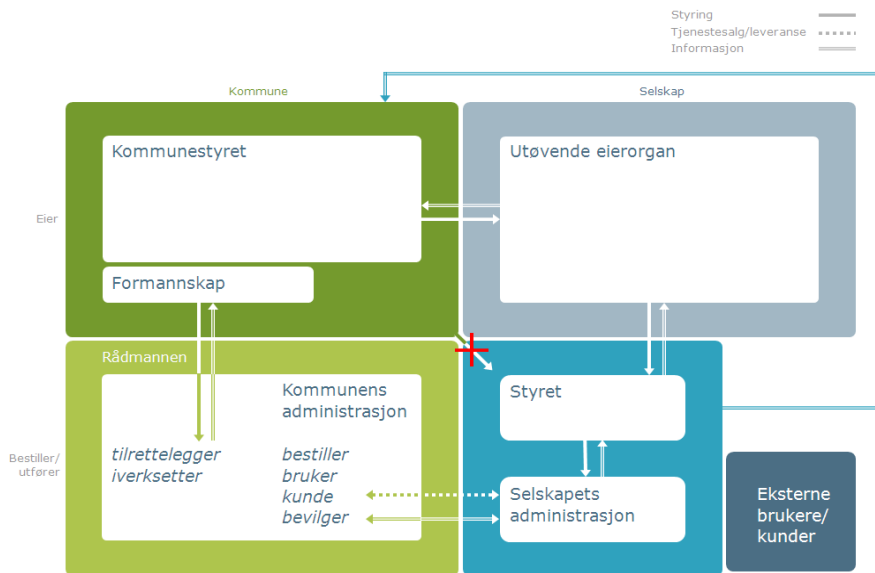 Styring
Tjenestesalg/leveranse
Informasjon
Kommune
Selskap
Kommunestyret
Utøvende eierorgan
Eier
Formannskap
Rådmannen
Kommunens
administrasjon
Styret
tilrettelegger
iverksetter
bestiller
bruker
kunde
bevilger
Bestiller/
utfører
Selskapets
administrasjon
Eksterne
brukere/
kunder